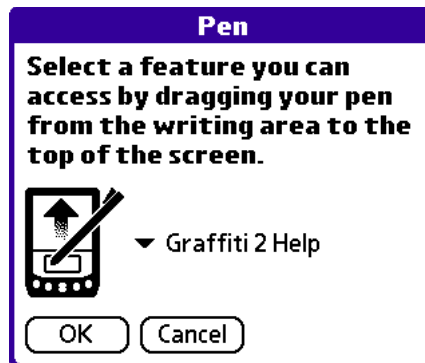 Pen
Select a feature you can
access by dragging your pen
from the writing area to the
top of the screen.
Graffiti 2 Help
OK Cancel